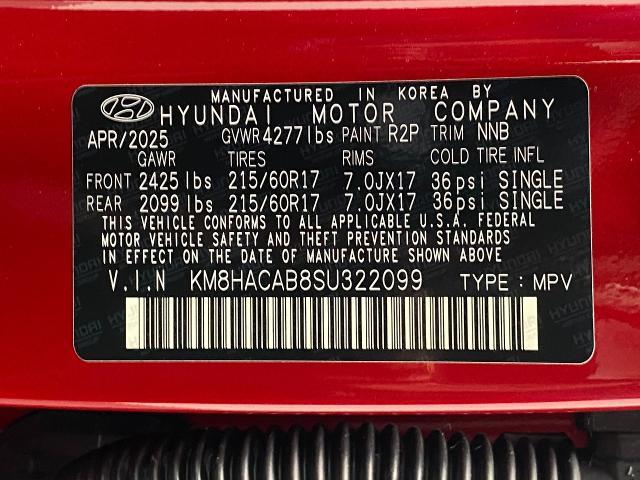 MANUFACTURED IN KOREA BY
HYUNDAI MOTOR COMPANY
APR/2025 GVWR 4277lbs PAINT R2P TRIM NNB
GAWR TIRES RIMS COLD TIRE INFL
FRONT 2425 lbs 215/60R17 7.0JX17 36psi SINGLE
REAR 2099 lbs 215/60R17 7.0JX17 36psi SINGLE
THIS VEHICLE CONFORMS TO ALL APPLICABLE U.S.A. FEDERAL
MOTOR VEHICLE SAFETY AND THEFT PREVENTION STANDARDS
IN EFFECT ON THE DATE OF MANUFACTURE SHOWN ABOVE
V.I.N KM8HACAB8SU322099 TYPE : MPV